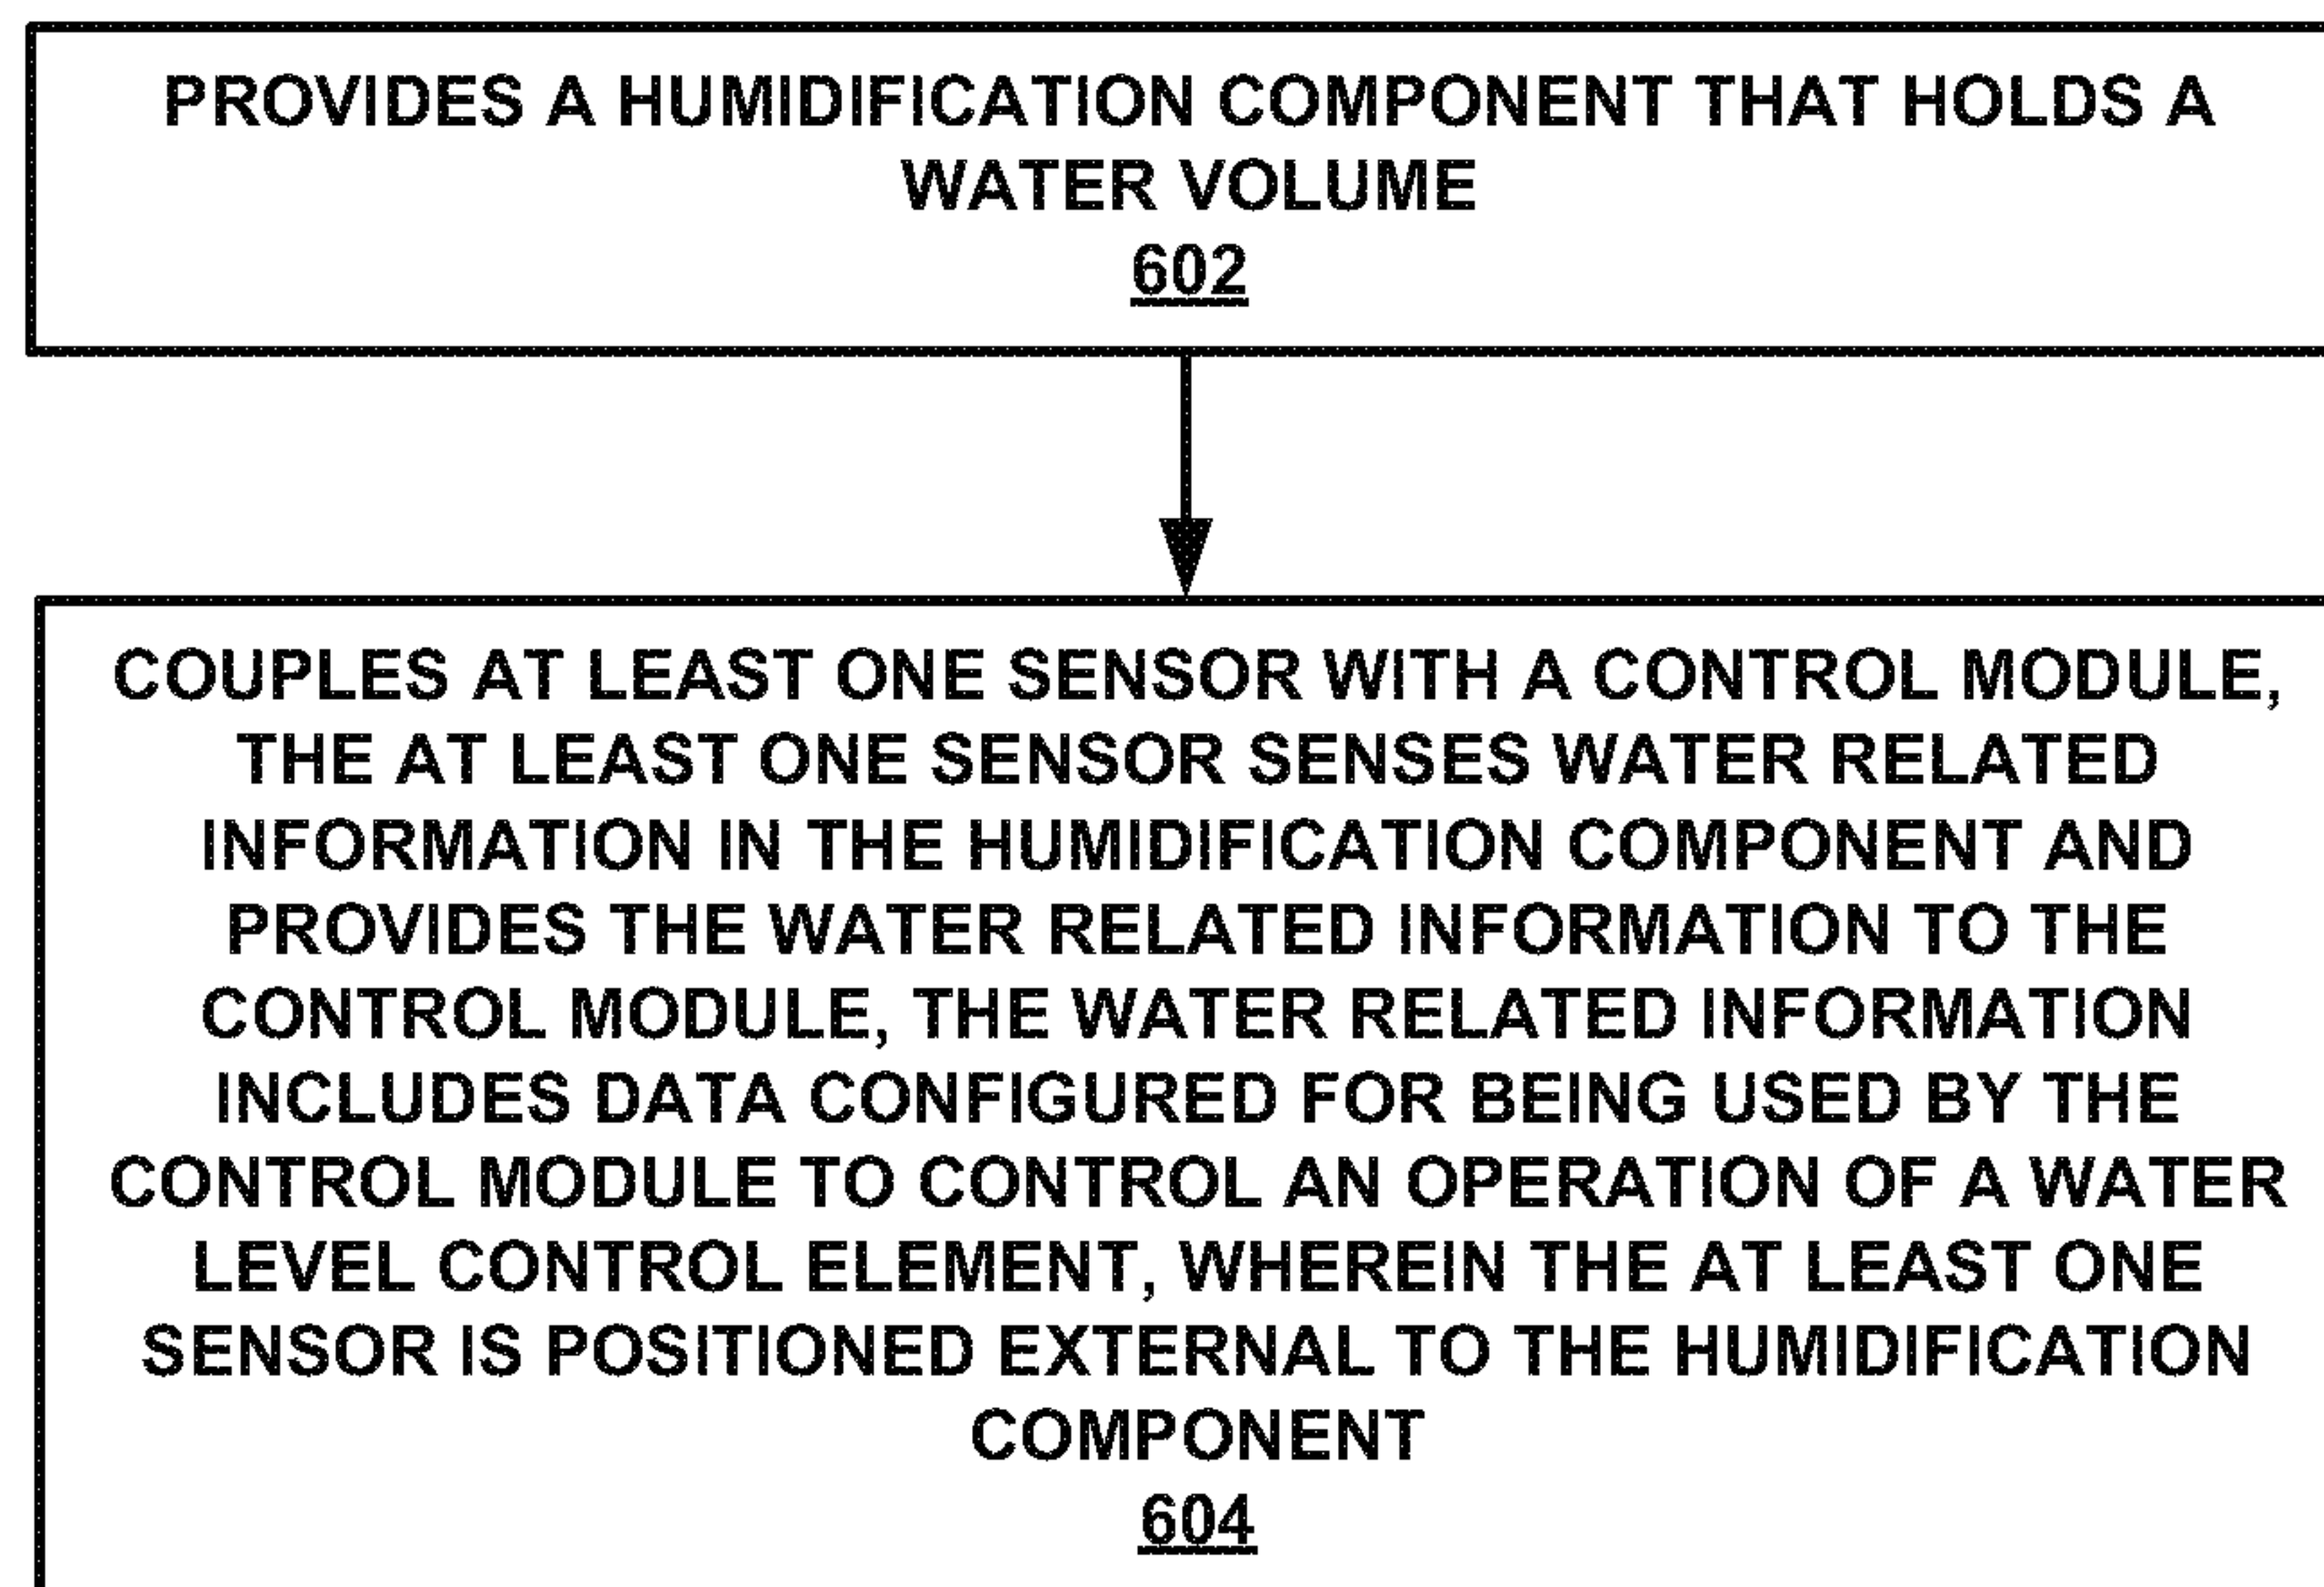 PROVIDES A HUMIDIFICATION COMPONENT THAT HOLDS A
WATER VOLUME
602
COUPLES AT LEAST ONE SENSOR WITH A CONTROL MODULE,
THE AT LEAST ONE SENSOR SENSES WATER RELATED
INFORMATION IN THE HUMIDIFICATION COMPONENT AND
PROVIDES THE WATER RELATED INFORMATION TO THE
CONTROL MODULE, THE WATER RELATED INFORMATION
INCLUDES DATA CONFIGURED FOR BEING USED BY THE
CONTROL MODULE TO CONTROL AN OPERATION OF A WATER
LEVEL CONTROL ELEMENT, WHEREIN THE AT LEAST ONE
SENSOR IS POSITIONED EXTERNAL TO THE HUMIDIFICATION
COMPONENT
604